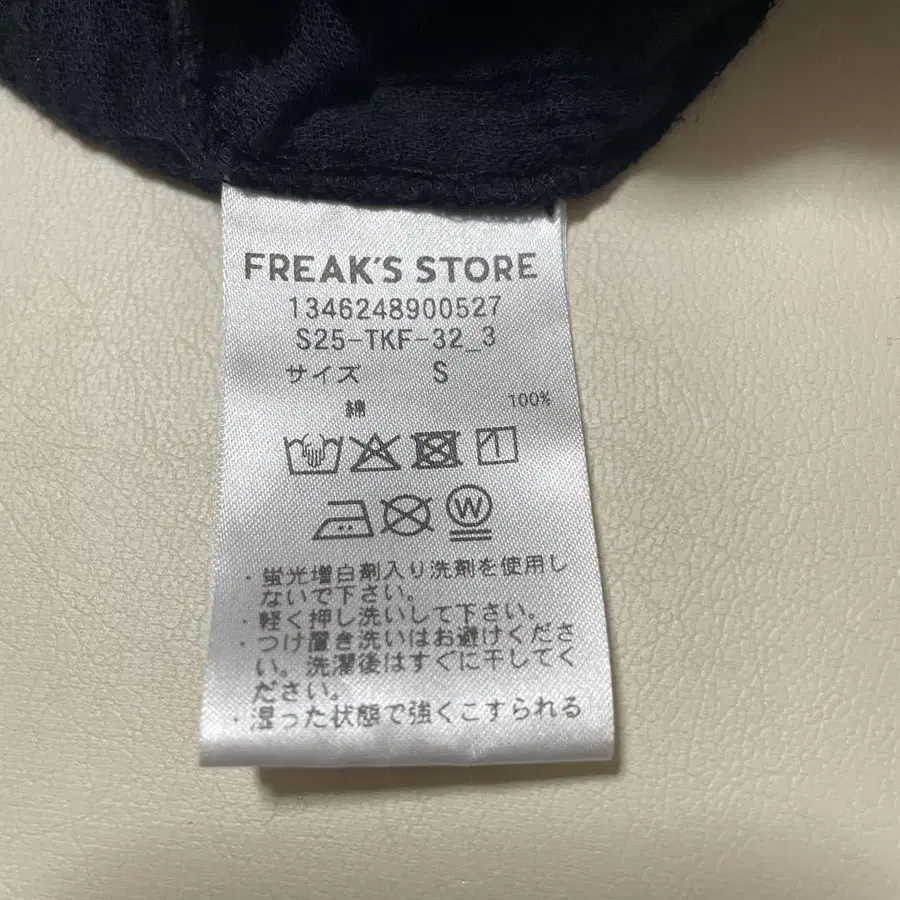 FREAK'S STORE
1346248900527
S25-TKF-32_3
サイズ S
綿 100%
W
・蛍光増白剤入り洗剤を使用し
ないで下さい。
・軽く押し洗いして下さい。
・つけ置き洗いはお避けくださ
い。洗濯後はすぐに干してく
ださい。
・湿った状態で強くこすられる